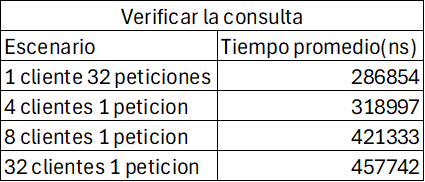 Verificar la consulta
Escenario Tiempo promedio(ns)
1 cliente 32 peticiones 286854
4 clientes 1 peticion 318997
8 clientes 1 peticion 421333
32 clientes 1 peticion 457742